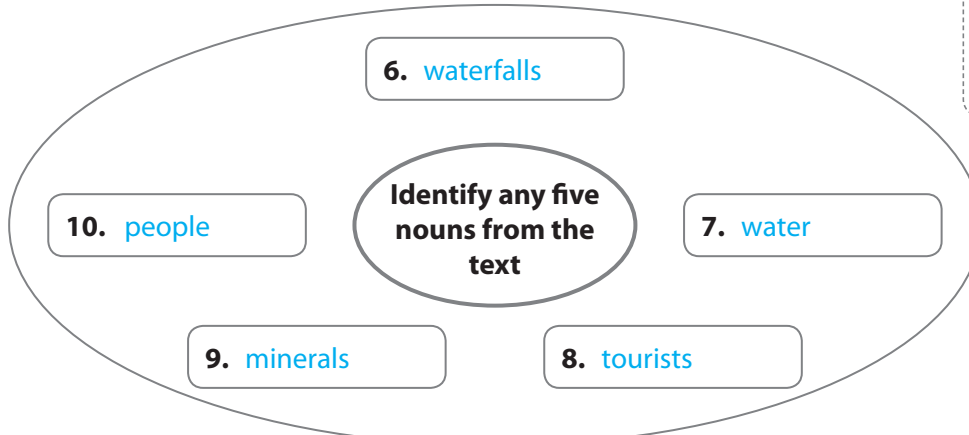 6. waterfalls
Identify any five
nouns from the
text
10. people
7. water
9. minerals
8. tourists